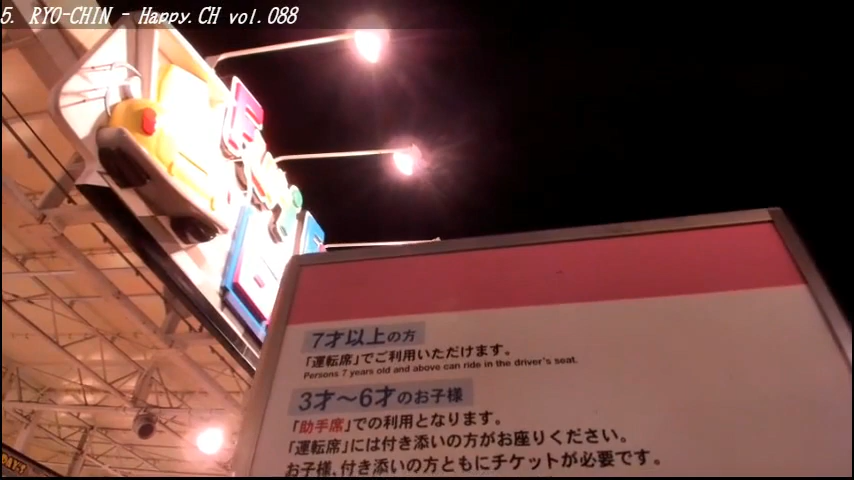 5. RYO-CHIN - Happy.CH vol.088
7才以上の方
「運転席」でご利用いただけます。
Persons 7 years old and above can ride in the driver's seat.
3才〜6才のお子様
「助手席」での利用となります。
「運転席」には付き添いの方がお座りください。
お子様、付き添いの方ともにチケットが必要です。